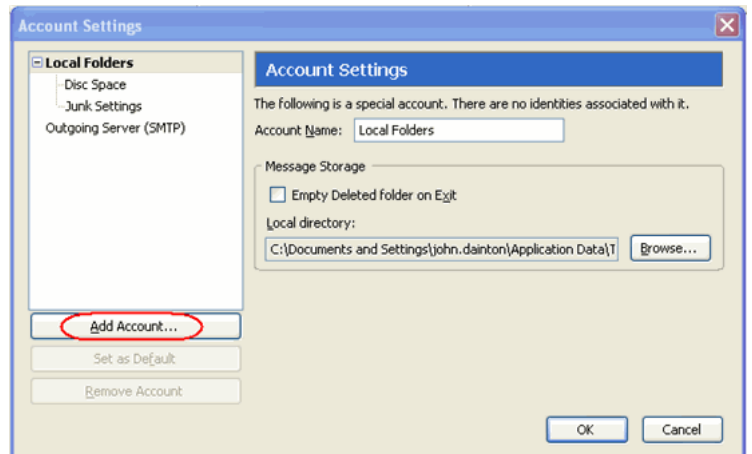 Account Settings
Local Folders
Disc Space
Junk Settings
Outgoing Server (SMTP)
Add Account...
Set as Default
Remove Account
Account Settings
The following is a special account. There are no identities associated with it.
Account Name: Local Folders
Message Storage
Empty Deleted folder on Exit
Local directory:
C:\Documents and Settings\john.dainton\Application Data\T Browse...
OK Cancel